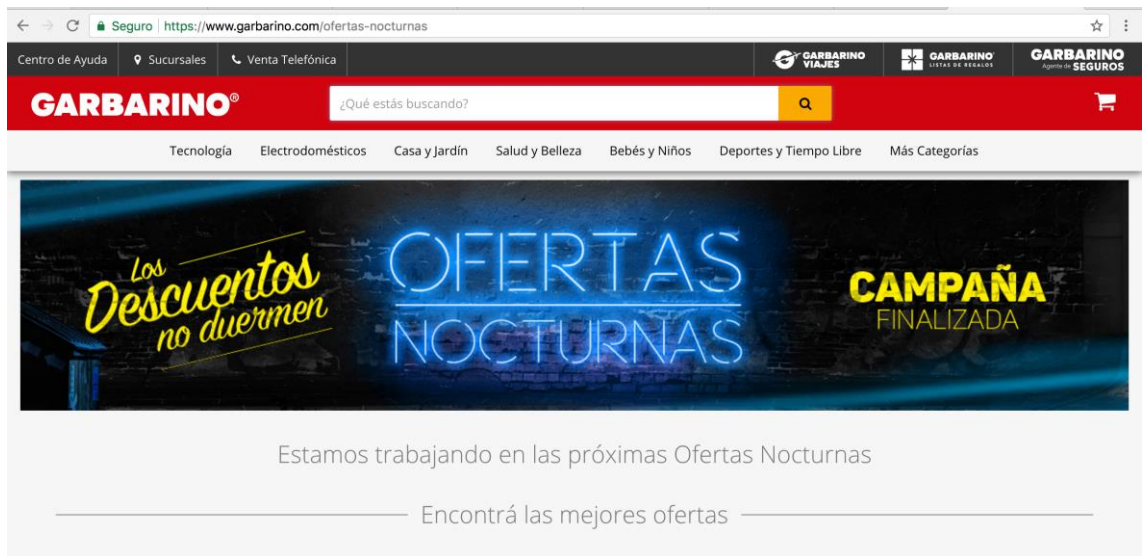 Seguro https://www.garbarino.com/ofertas-nocturnas
Centro de Ayuda Sucursales Venta Telefónica GARBARINO VIAJES GARBARINO LISTAS DE REGALOS GARBARINO Agente de SEGUROS
GARBARINO® ¿Qué estás buscando?
Tecnología Electrodomésticos Casa y Jardín Salud y Belleza Bebés y Niños Deportes y Tiempo Libre Más Categorías
Los
Descuentos
no duermen
OFERTAS
NOCTURNAS
CAMPAÑA
FINALIZADA
Estamos trabajando en las próximas Ofertas Nocturnas
Encontrá las mejores ofertas